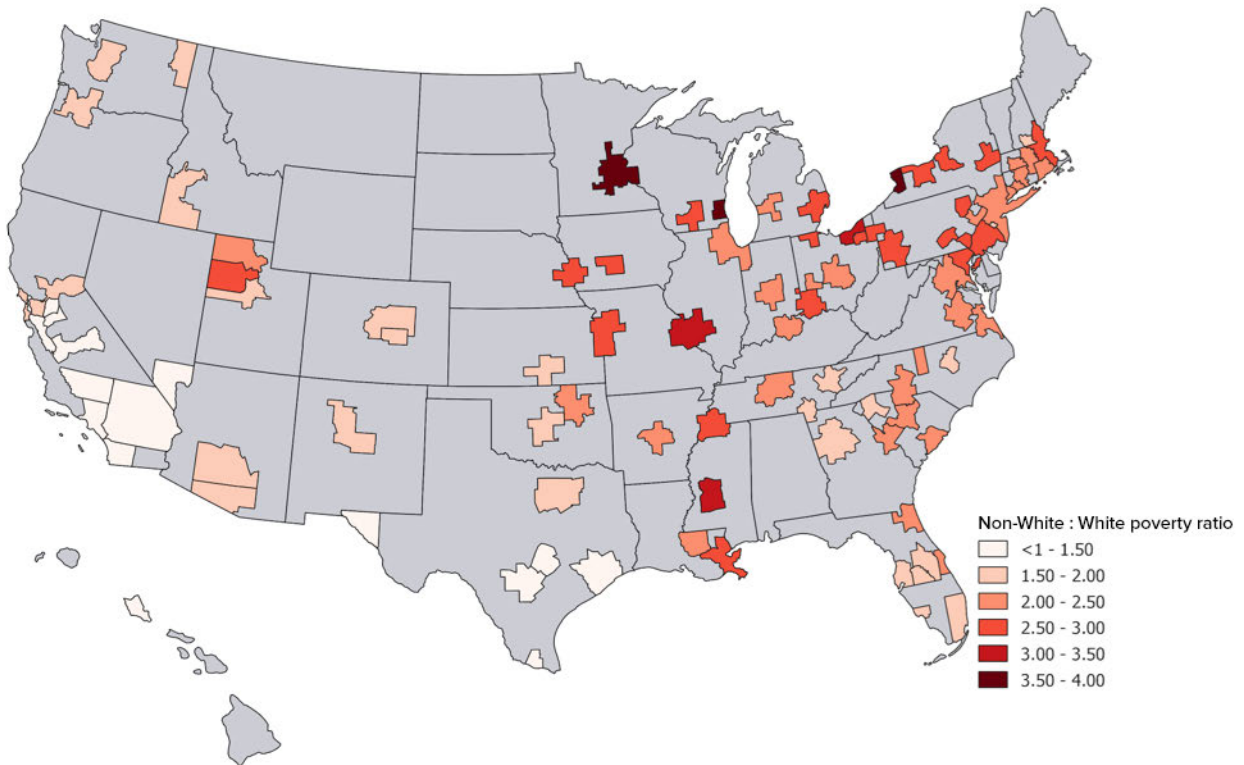 Non-White : White poverty ratio
<1 - 1.50
1.50 - 2.00
2.00 - 2.50
2.50 - 3.00
3.00 - 3.50
3.50 - 4.00